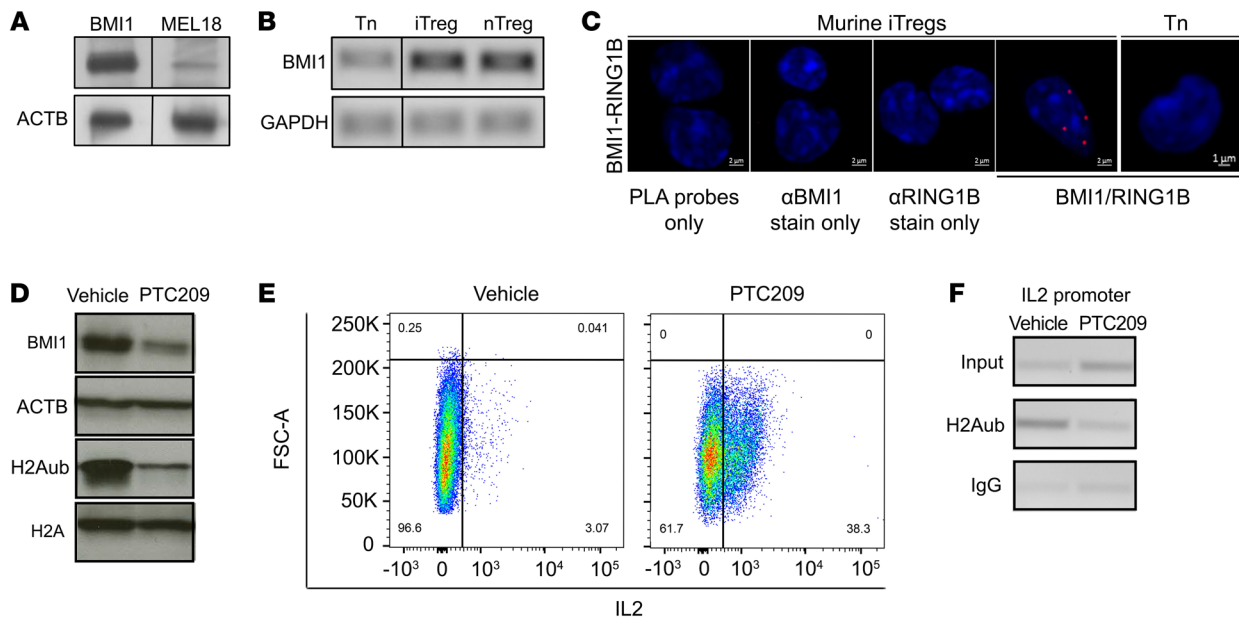 A
BMI1 MEL18
ACTB
B
Tn iTreg nTreg
BMI1
GAPDH
C
Murine iTregs Tn
BMI1-RING1B
2 µm 2 µm 2 µm 2 µm 1 µm
PLA probes
only
αBMI1
stain only
αRING1B
stain only
BMI1/RING1B
D
Vehicle PTC209
BMI1
ACTB
H2Aub
H2A
E
Vehicle PTC209
FSC-A
250K
200K
150K
100K
50K
0
0.25 0.041
96.6 3.07
0 0
61.7 38.3
-10³ 0 10³ 10⁴ 10⁵ -10³ 0 10³ 10⁴ 10⁵
IL2
F
IL2 promoter
Vehicle PTC209
Input
H2Aub
IgG